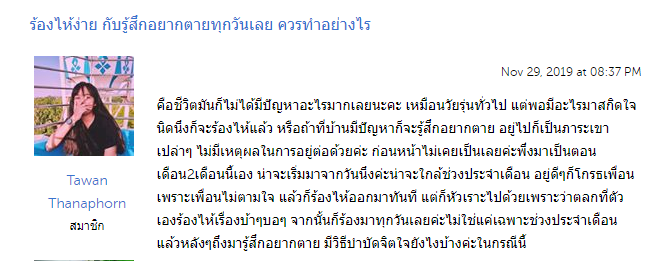 ร้องไห้ง่าย กับรู้สึกอยากตายทุกวันเลย ควรทำอย่างไร
Nov 29, 2019 at 08:37 PM
คือชีวิตมันก็ไม่ได้มีปัญหาอะไรมากเลยนะคะ เหมือนวัยรุ่นทั่วไป แต่พอมีอะไรมาสกิดใจ
นิดนึงก็จะร้องไห้แล้ว หรือถ้าที่บ้านมีปัญหาก็จะรู้สึกอยากตาย อยู่ไปก็เป็นภาระเขา
เปล่าๆ ไม่มีเหตุผลในการอยู่ต่อด้วยค่ะ ก่อนหน้าไม่เคยเป็นเลยค่ะพึ่งมาเป็นตอน
เดือน2เดือนนี้เอง น่าจะเริ่มมาจากวันนึงค่ะน่าจะใกล้ช่วงประจำเดือน อยู่ดีๆก็โกรธเพื่อน
เพราะเพื่อนไม่ตามใจ แล้วก็ร้องไห้ออกมาทันที แต่ก็หัวเราะไปด้วยเพราะว่าตลกที่ตัว
เองร้องไห้เรื่องบ้าๆบอๆ จากนั้นก็ร้องมาทุกวันเลยค่ะไม่ใช่แค่เฉพาะช่วงประจำเดือน
แล้วหลังๆถึงมารู้สึกอยากตาย มีวิธีบำบัดจิตใจยังไงบ้างค่ะในกรณีนี้
Tawan
Thanaphorn
สมาชิก